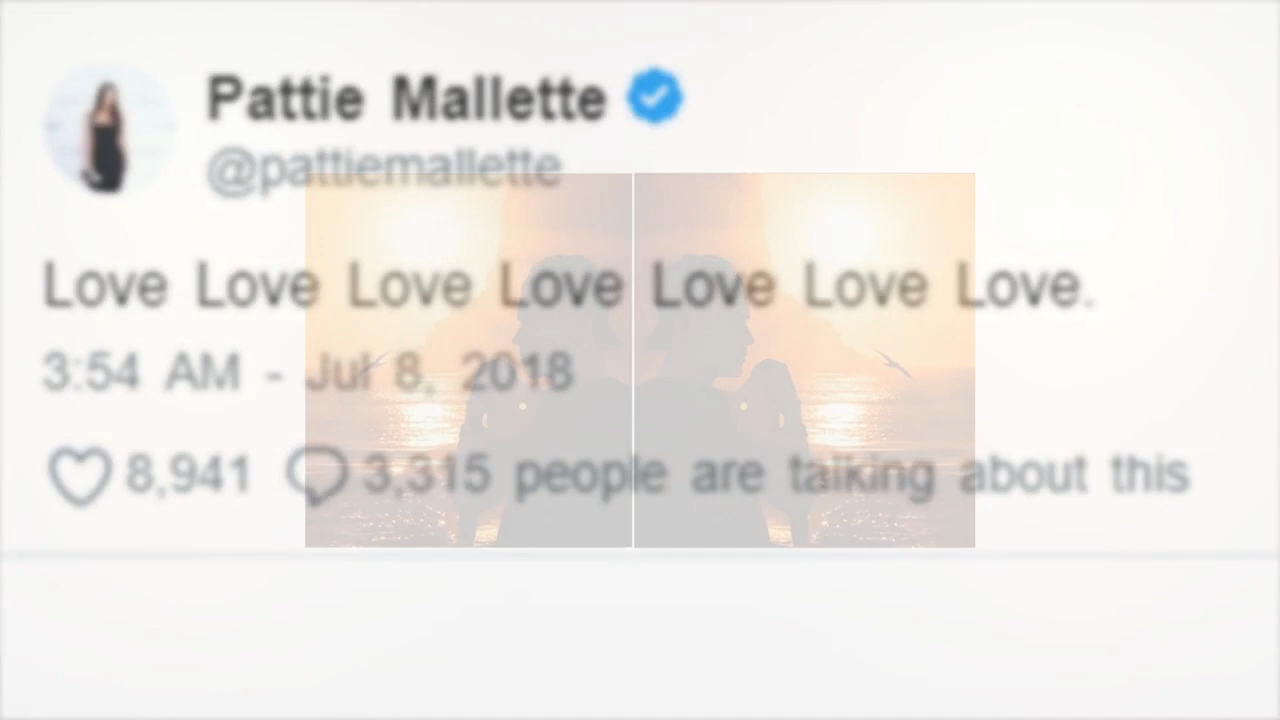 Pattie Mallette
@pattiemallette
Love Love Love Love Love Love Love.
3:54 AM - Jul 8, 2018
8,941 3,315 people are talking about this